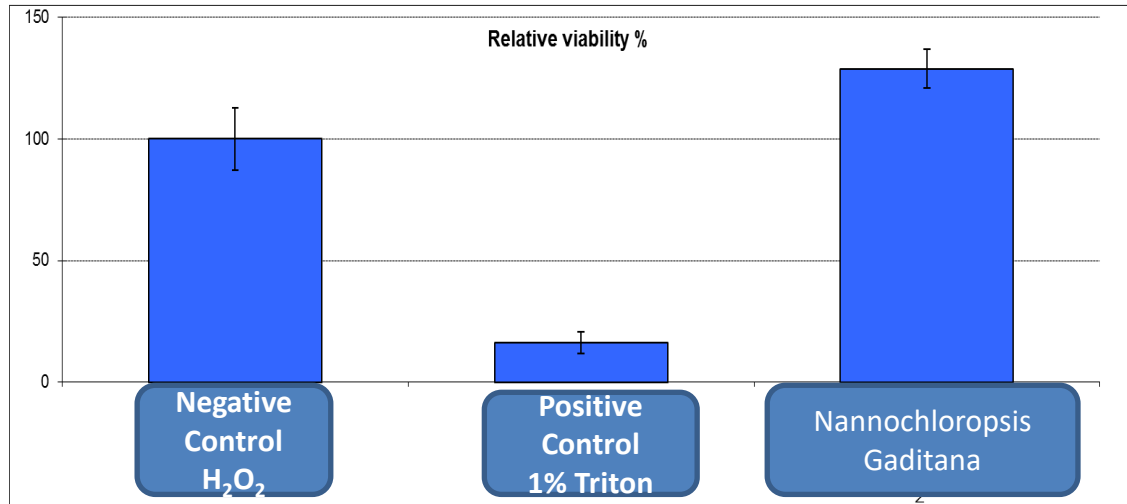 Relative viability %
150
100
50
0
Negative
Control
H₂O₂
Positive
Control
1% Triton
Nannochloropsis
Gaditana
2